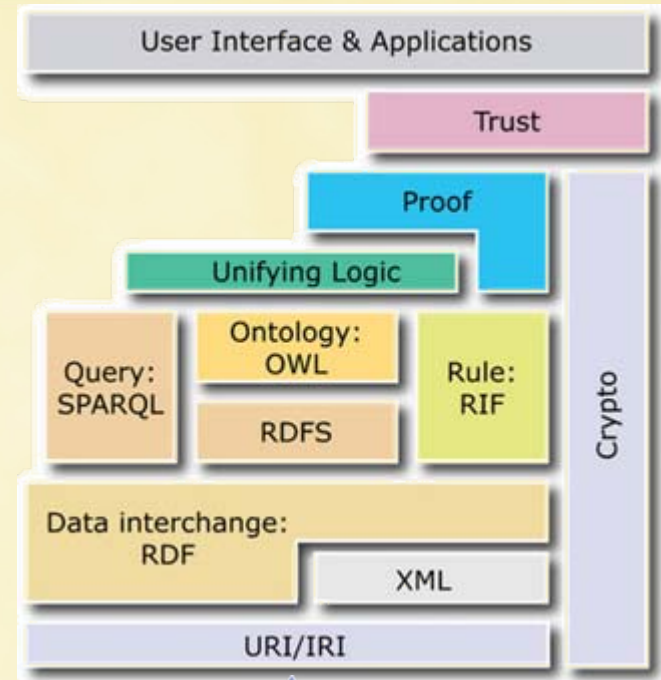 User Interface & Applications
Trust
Proof
Unifying Logic
Query:
SPARQL
Ontology:
OWL
RDFS
Rule:
RIF
Crypto
Data interchange:
RDF
XML
URI/IRI